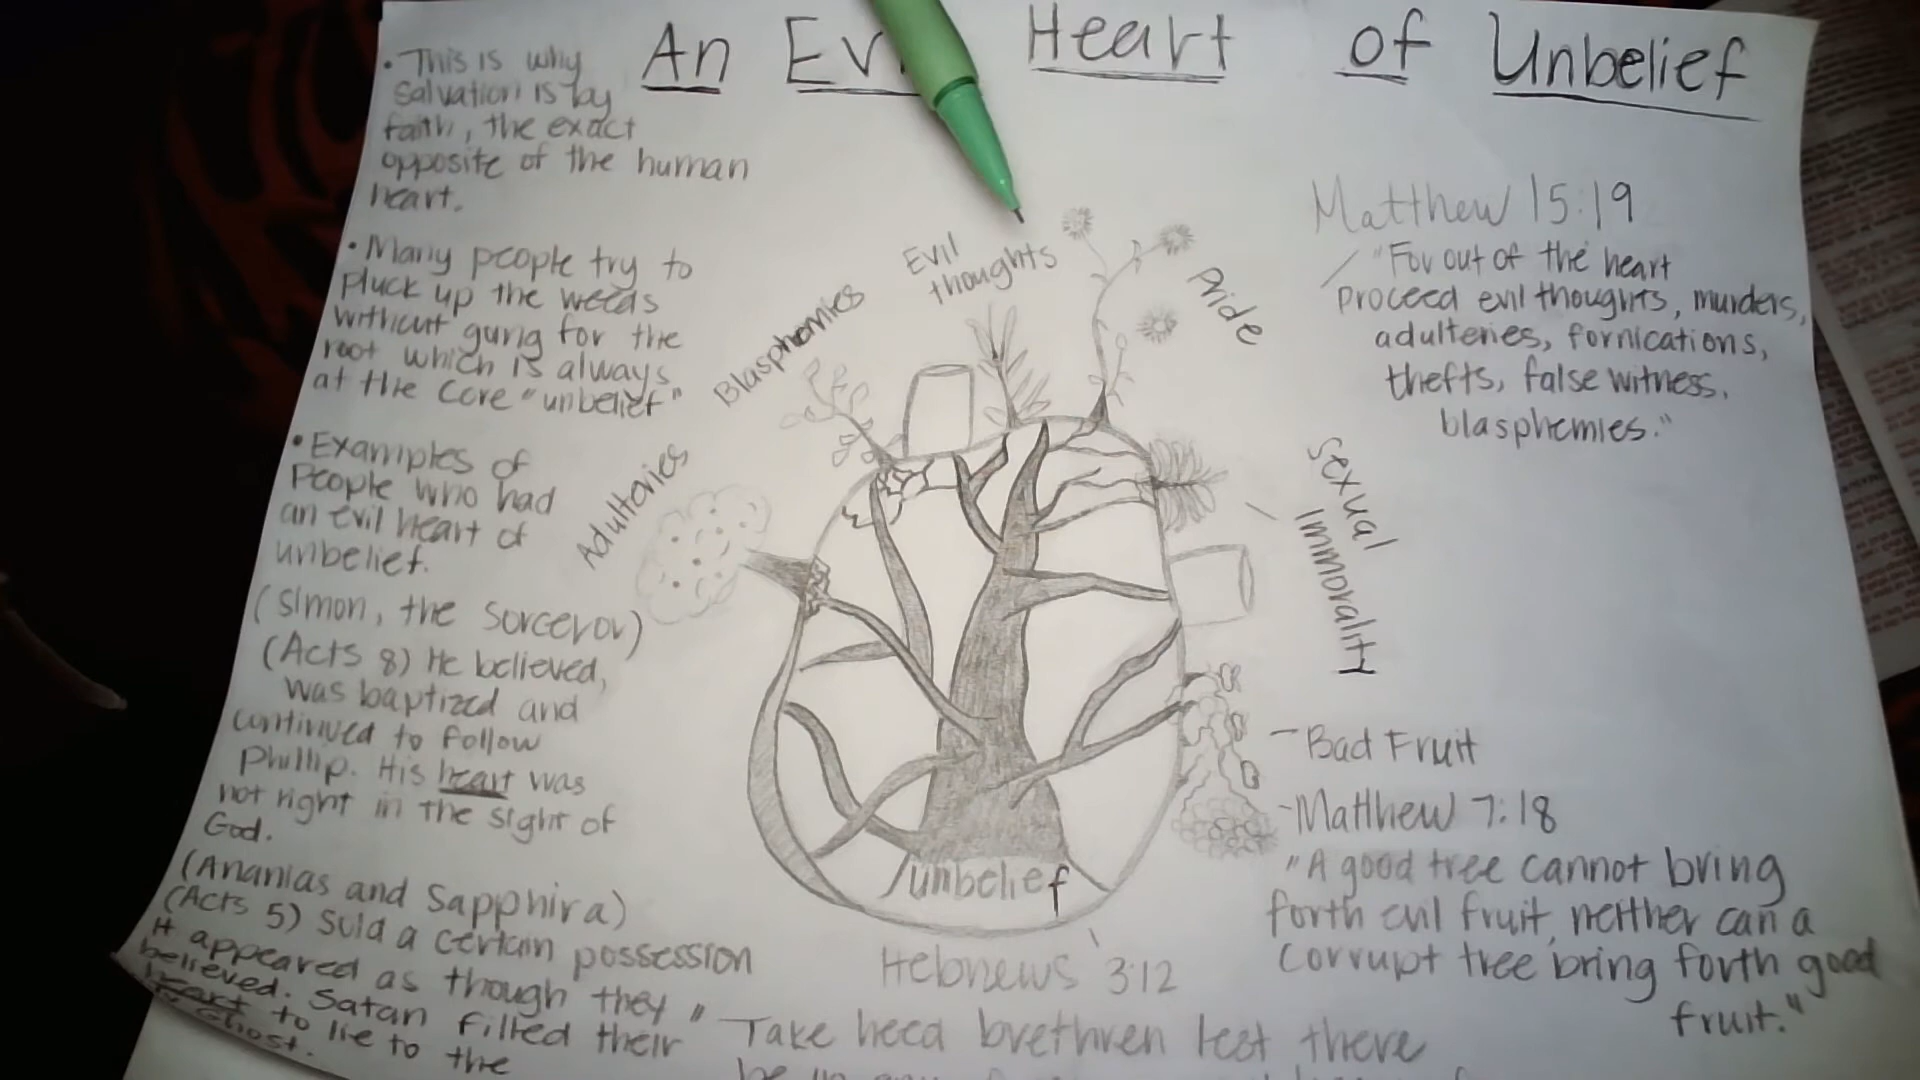 An Evi Heart of Unbelief
• This is why
Salvation is by
faith, the exact
opposite of the human
heart.
• Many people try to
pluck up the weeds
without gung for the
root which is always
at the core "unbelief"
• Examples of
People who had
an evil heart of
unbelief.
(Simon, the Sorceror)
(Acts 8) He believed,
was baptized and
continued to follow
Phillip. His heart was
not right in the sight of
God.
(Ananias and Sapphira)
(Acts 5) Sold a certain possession
It appeared as though they
believed. Satan filled their
heart to lie to the
Ghost.
Adulteries
Blasphemies
Evil
thoughts
Pride
Sexual
Immorality
unbelief
Matthew 15:19
"For out of the heart
proceed evil thoughts, murders,
adulteries, fornications,
thefts, false witness,
blasphemies."
- Bad Fruit
- Matthew 7:18
"A good tree cannot bring
forth evil fruit, neither can a
corrupt tree bring forth good
fruit."
Hebrews 3:12
"Take heed brethren lest there